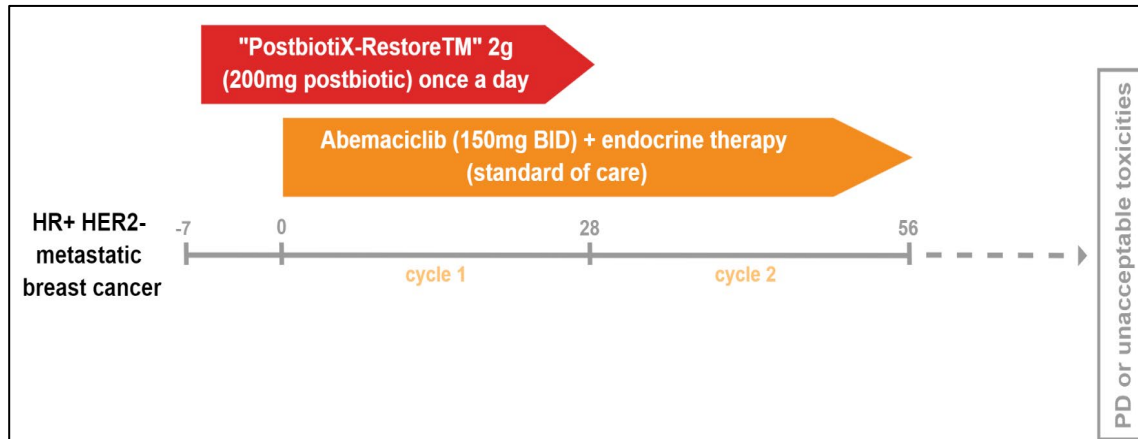 "PostbiotiX-RestoreTM" 2g
(200mg postbiotic) once a day
Abemaciclib (150mg BID) + endocrine therapy
(standard of care)
HR+ HER2-
metastatic
breast cancer
-7
0
28
56
cycle 1
cycle 2
PD or unacceptable toxicities